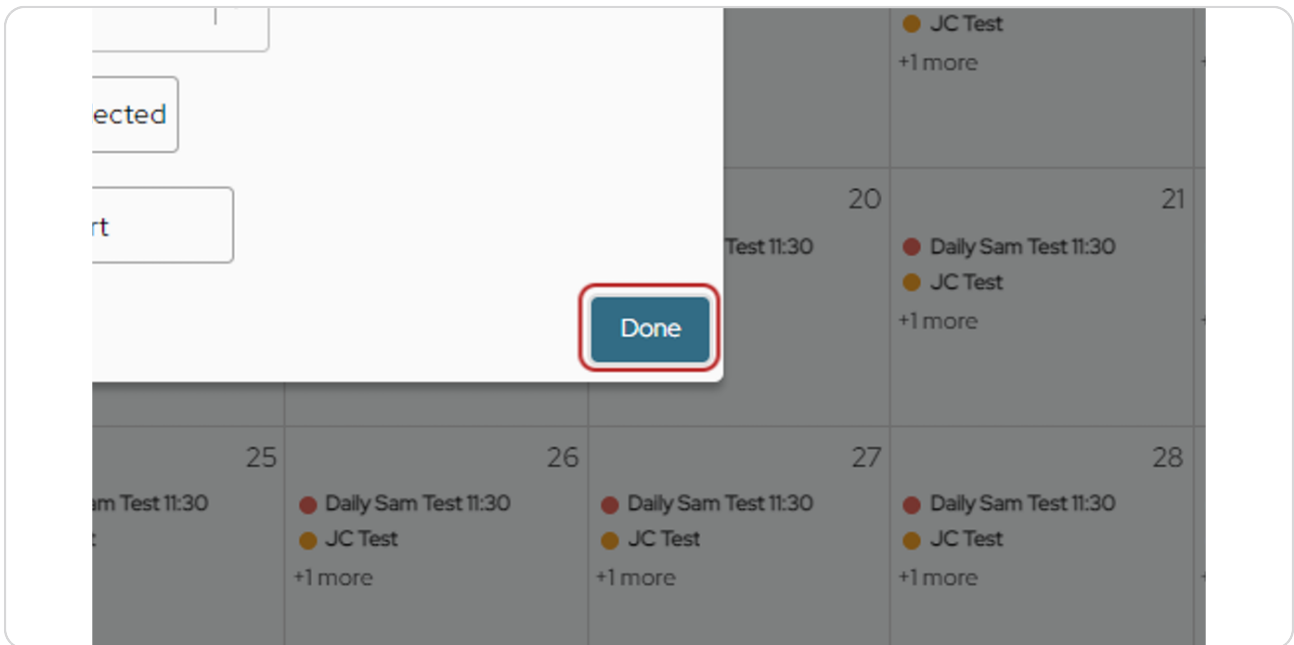 JC Test
+1 more
ected
rt
20
21
Test 11:30
Daily Sam Test 11:30
JC Test
+1 more
Done
25
26
27
28
am Test 11:30
Daily Sam Test 11:30
Daily Sam Test 11:30
Daily Sam Test 11:30
JC Test
JC Test
JC Test
+1 more
+1 more
+1 more